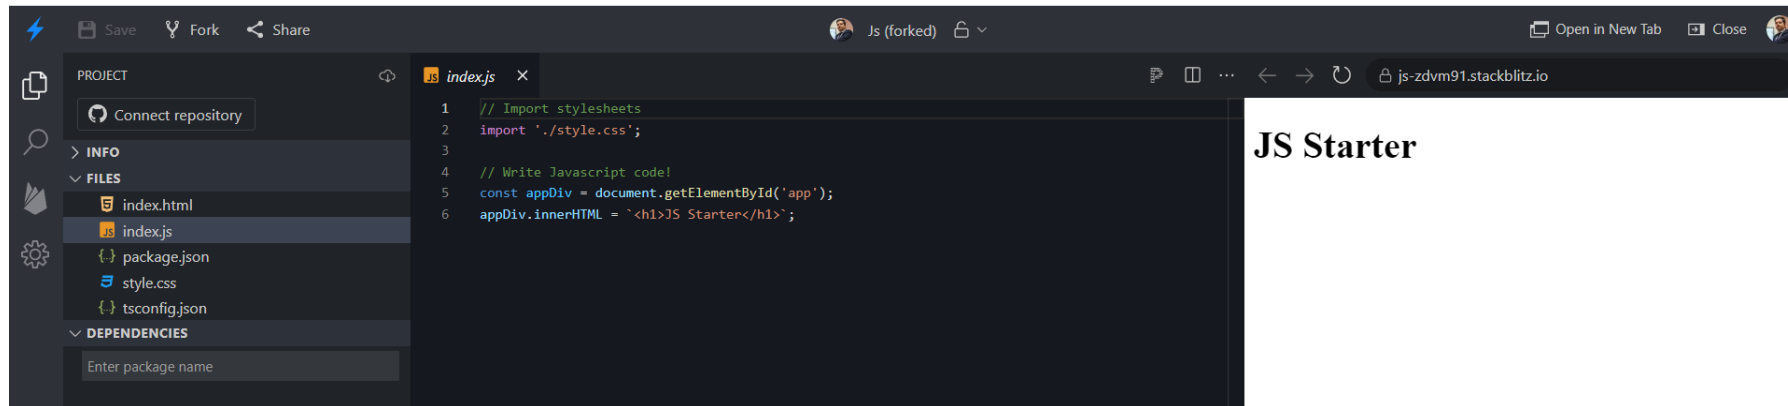 Save Fork Share Js (forked) Open in New Tab Close
PROJECT
Connect repository
INFO
FILES
index.html
index.js
package.json
style.css
tsconfig.json
DEPENDENCIES
Enter package name
JS index.js
1 // Import stylesheets
2 import './style.css';
3
4 // Write Javascript code!
5 const appDiv = document.getElementById('app');
6 appDiv.innerHTML = `<h1>JS Starter</h1>`;
js-zdvm91.stackblitz.io
JS Starter